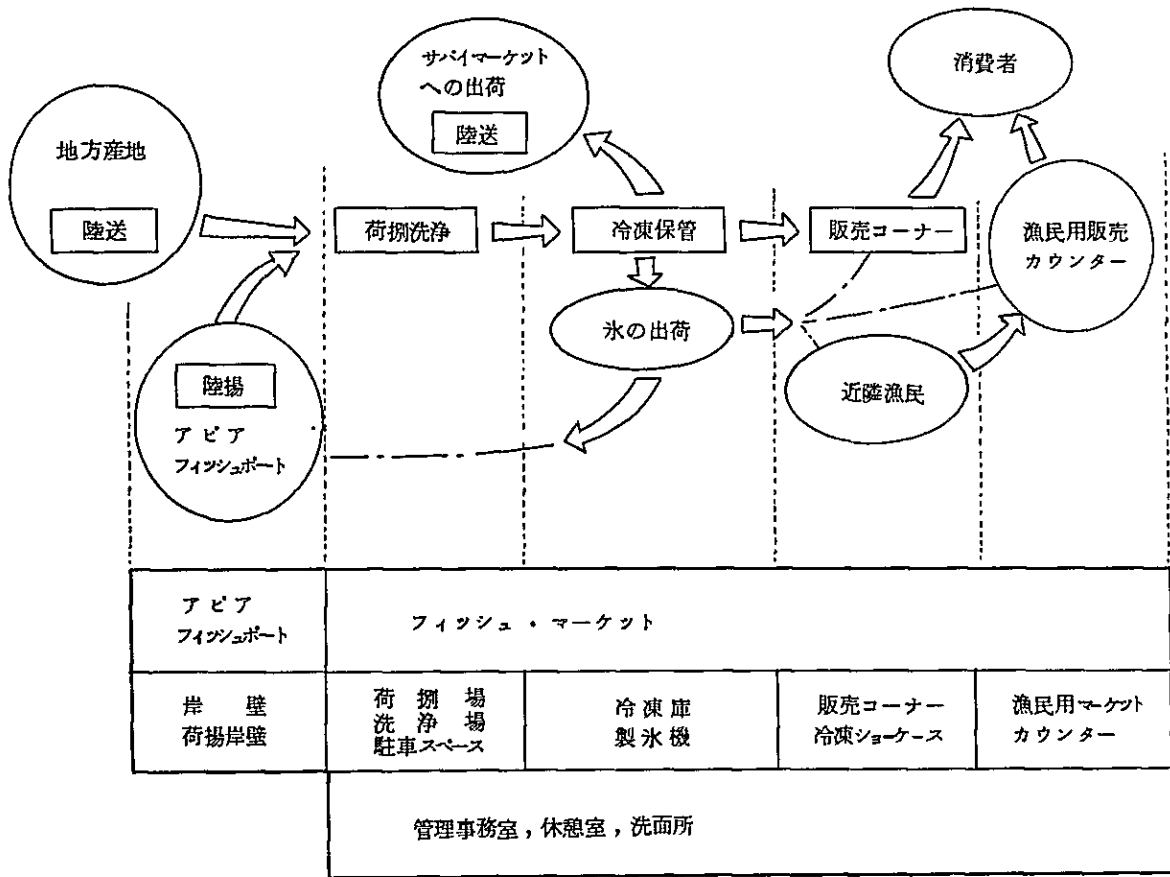 サバイマーケット
への出荷
陸送
消費者
地方産地
陸送
荷捌洗浄
冷凍保管
販売コーナー
漁民用販売
カウンター
氷の出荷
近隣漁民
陸揚
アピア
フィッシュポート
アピア
フィッシュポート
フィッシュ・マーケット
岸壁
荷揚岸壁
荷捌場
洗浄場
駐車スペース
冷凍庫
製氷機
販売コーナー
冷凍ショーケース
漁民用マーケット
カウンター
管理事務室,休憩室,洗面所